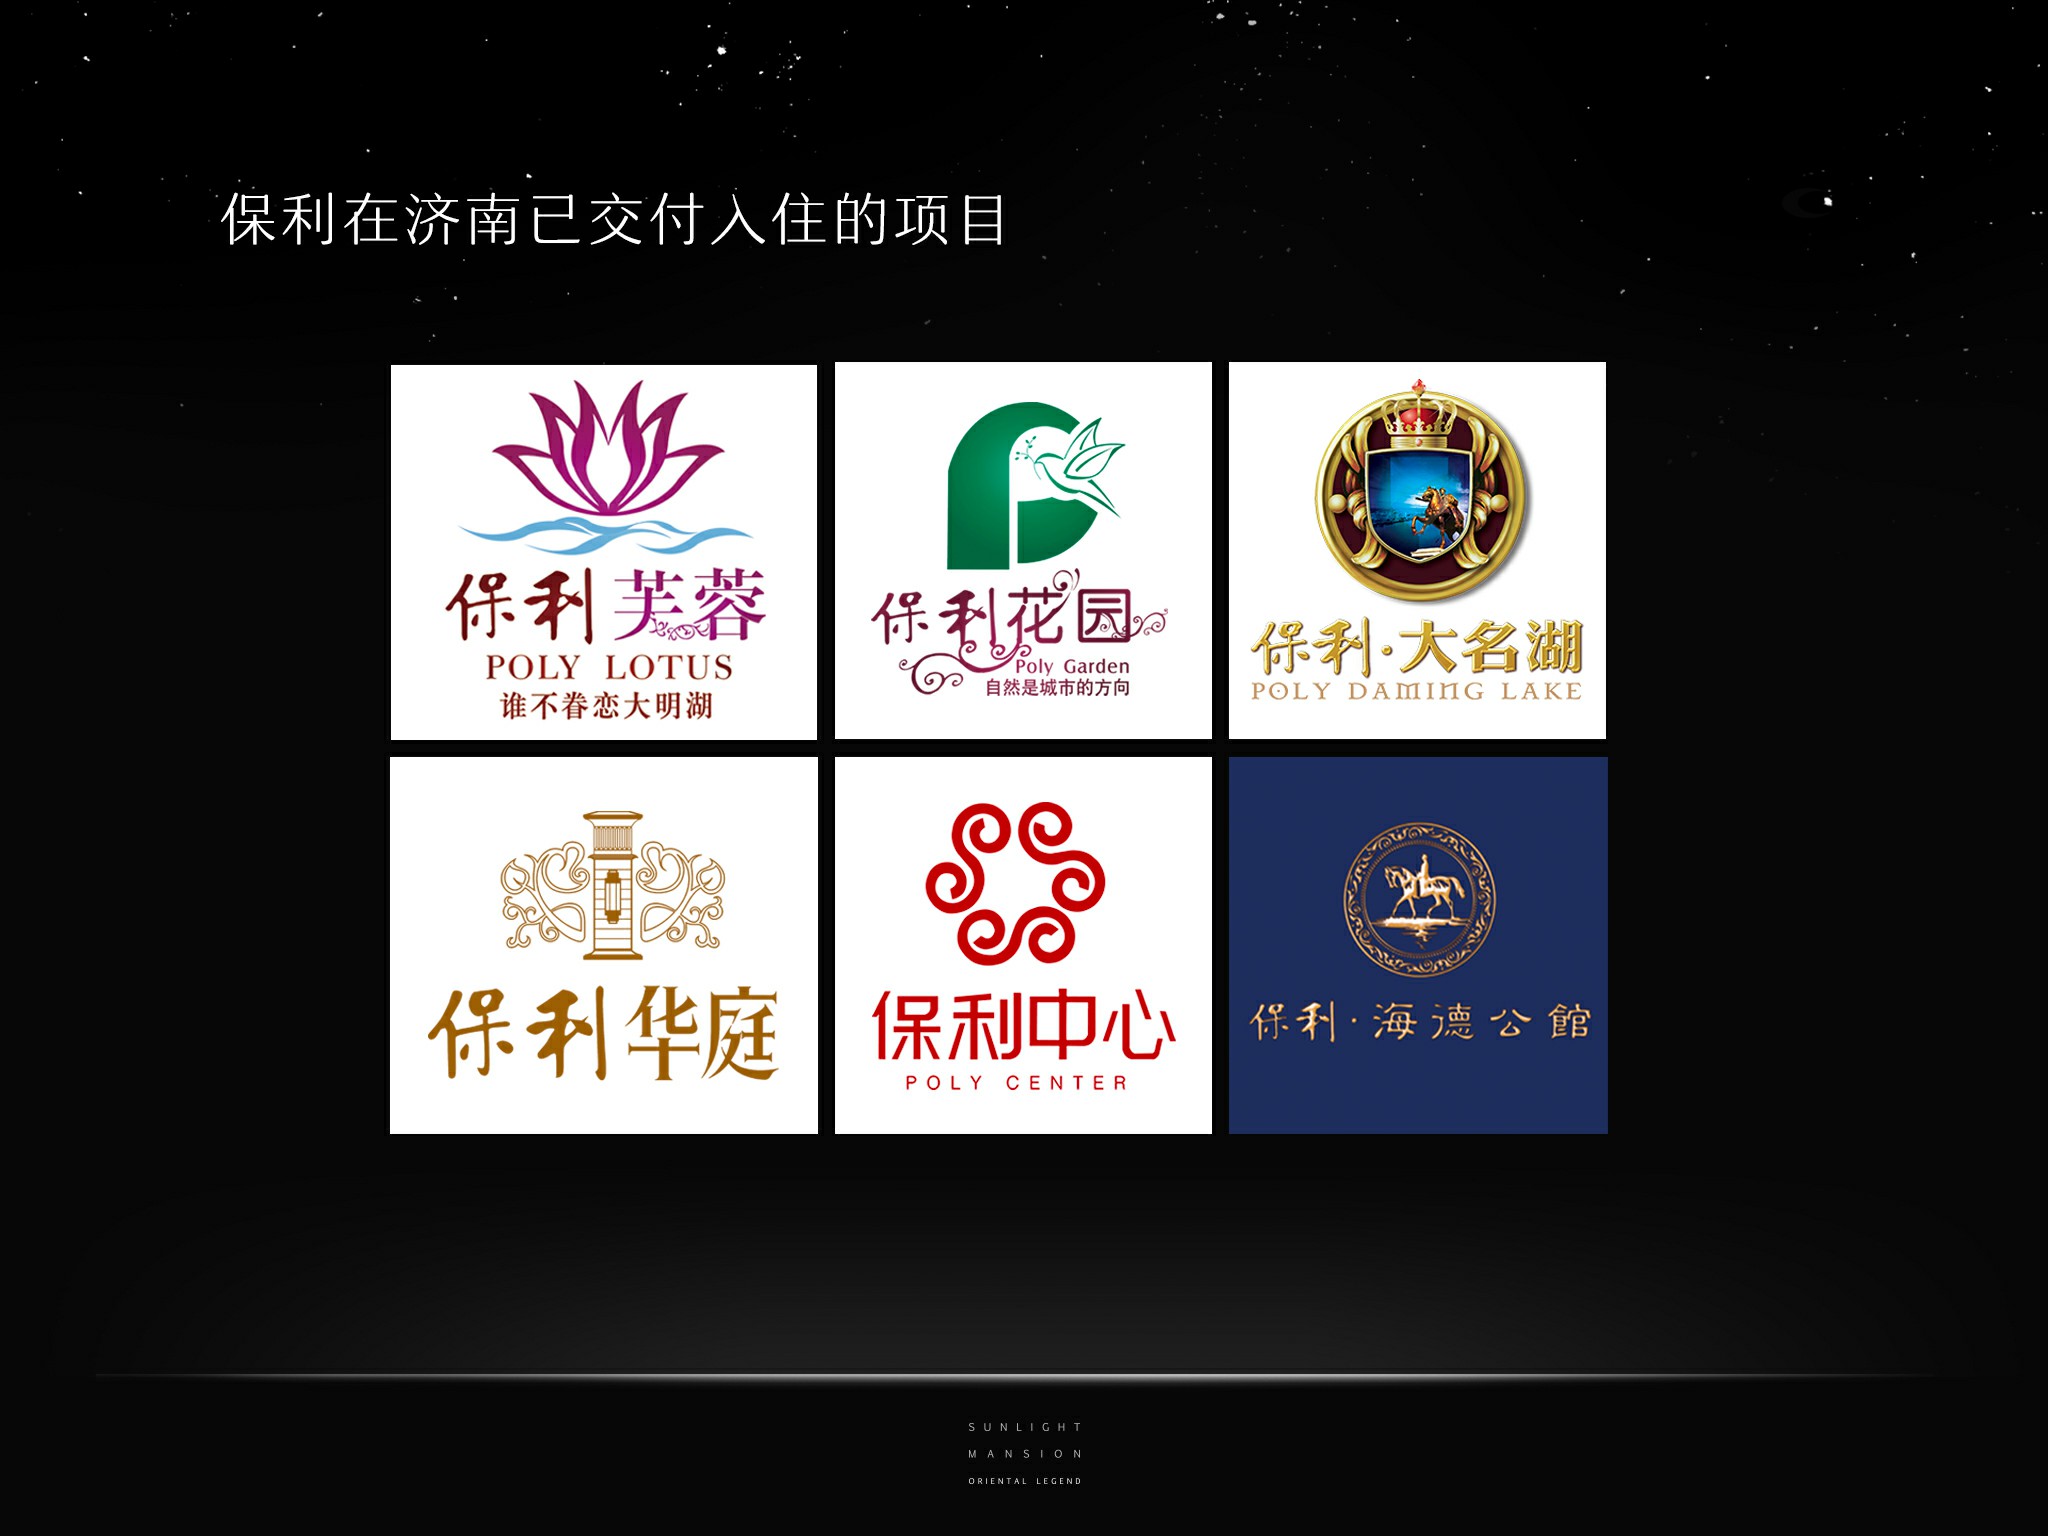 保利在济南已交付入住的项目
保利芙蓉
POLY LOTUS
谁不眷恋大明湖
保利花园
Poly Garden
自然是城市的方向
保利·大名湖
POLY DAMING LAKE
保利华庭
保利中心
POLY CENTER
保利·海德公館
SUNLIGHT
MANSION
ORIENTAL LEGEND